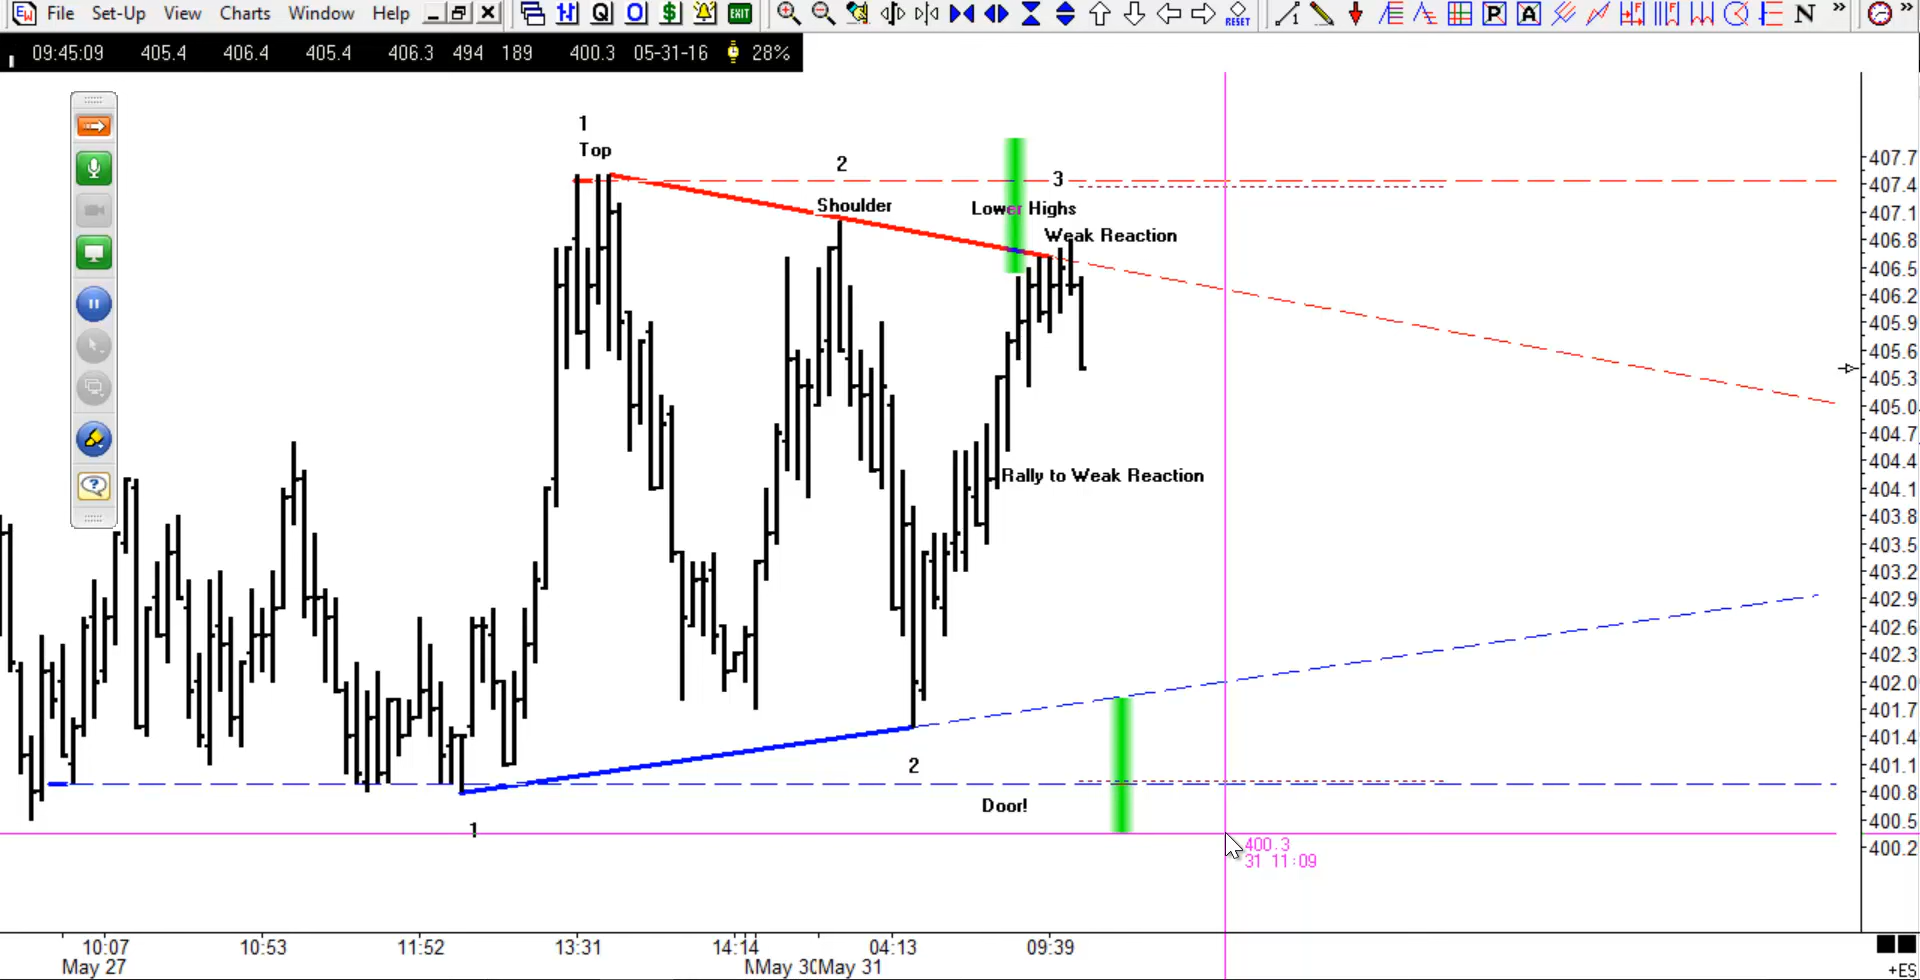 File Set-Up View Charts Window Help
Q O $ EXIT RESET 1 P A N » »
09:45:09 405.4 406.4 405.4 406.3 494 189 400.3 05-31-16 28%
1
Top
2
3
Shoulder
Lower Highs
Weak Reaction
Rally to Weak Reaction
2
Door!
1
400.3
31 11:09
407.7
407.4
407.1
406.8
406.5
406.2
405.9
405.6
405.3
405.0
404.7
404.4
404.1
403.8
403.5
403.2
402.9
402.6
402.3
402.0
401.7
401.4
401.1
400.8
400.5
400.2
10:07 10:53 11:52 13:31 14:14 04:13 09:39
May 27 May 30 May 31
+ES